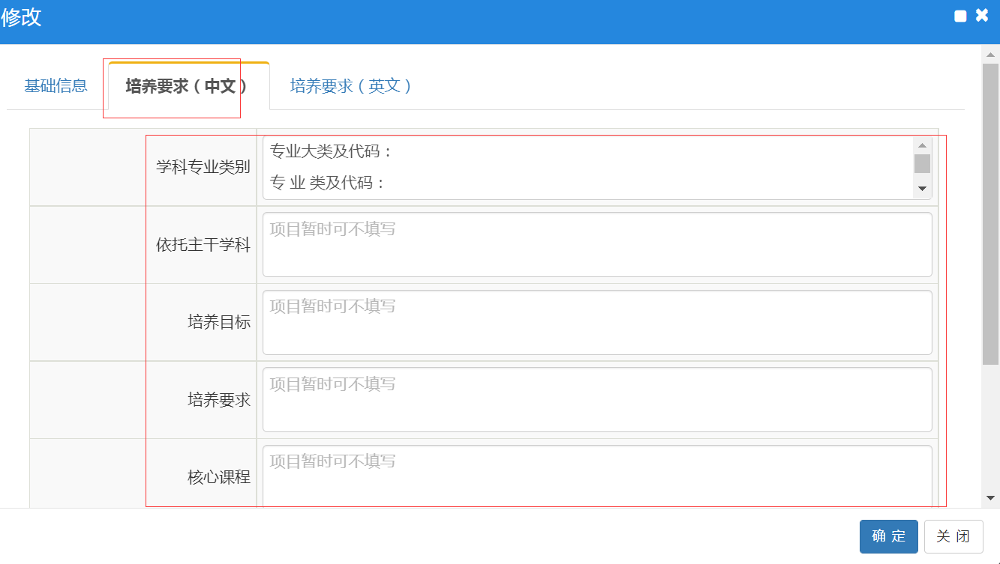 修改
基础信息
培养要求（中文）
培养要求（英文）
学科专业类别
专业大类及代码：
专 业 类及代码：
依托主干学科
项目暂时可不填写
培养目标
项目暂时可不填写
培养要求
项目暂时可不填写
核心课程
项目暂时可不填写
确 定
关 闭